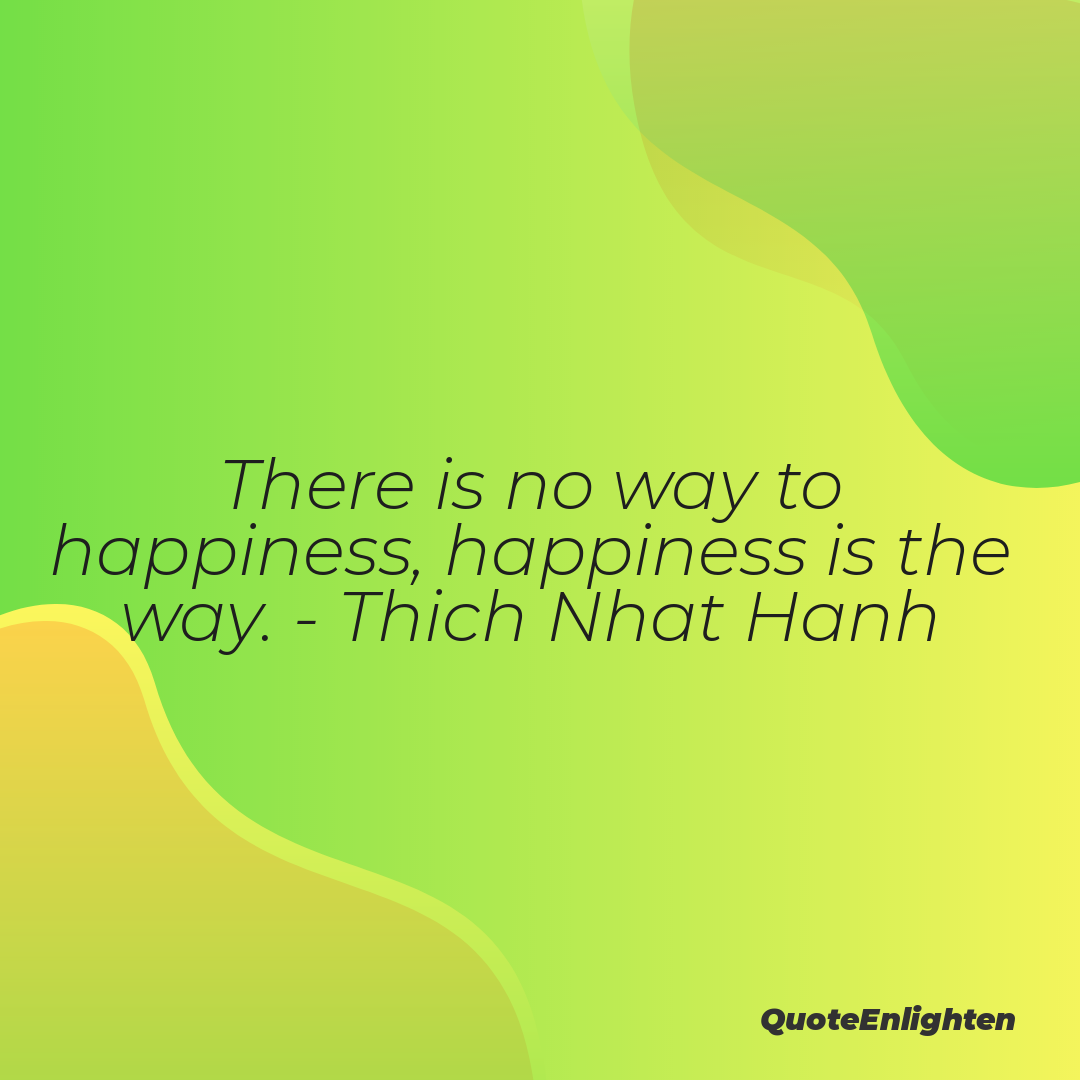 There is no way to
happiness, happiness is the
way. - Thich Nhat Hanh
QuoteEnlighten